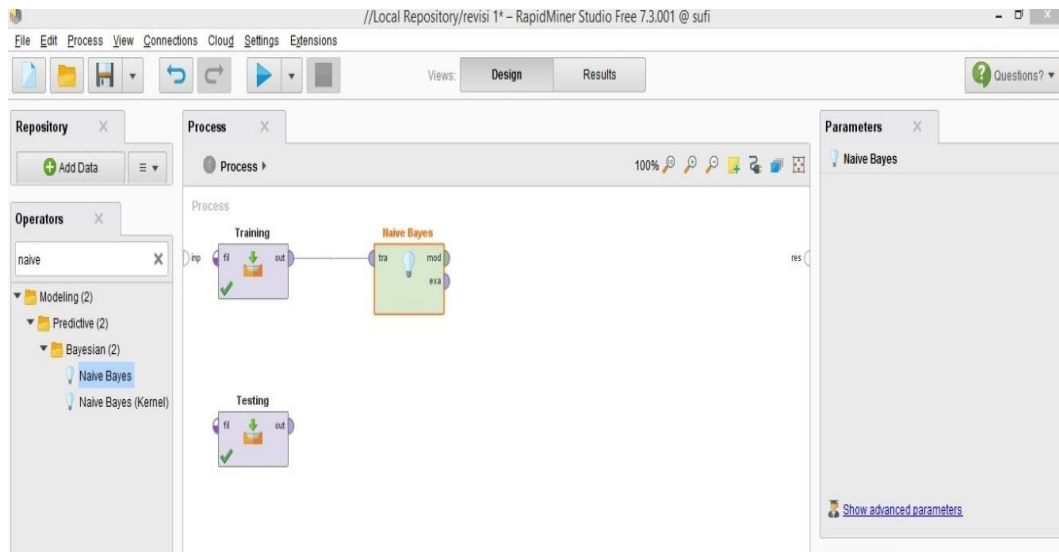 //Local Repository/revisi 1* – RapidMiner Studio Free 7.3.001 @ sufi
File Edit Process View Connections Cloud Settings Extensions
Views: Design Results Questions?
Repository
Add Data
Operators
naive
Modeling (2)
Predictive (2)
Bayesian (2)
Naive Bayes
Naive Bayes (Kernel)
Process
Process
100%
Process
Training
inp
fil
out
Naive Bayes
tra
mod
exa
res
Testing
fil
out
Parameters
Naive Bayes
Show advanced parameters